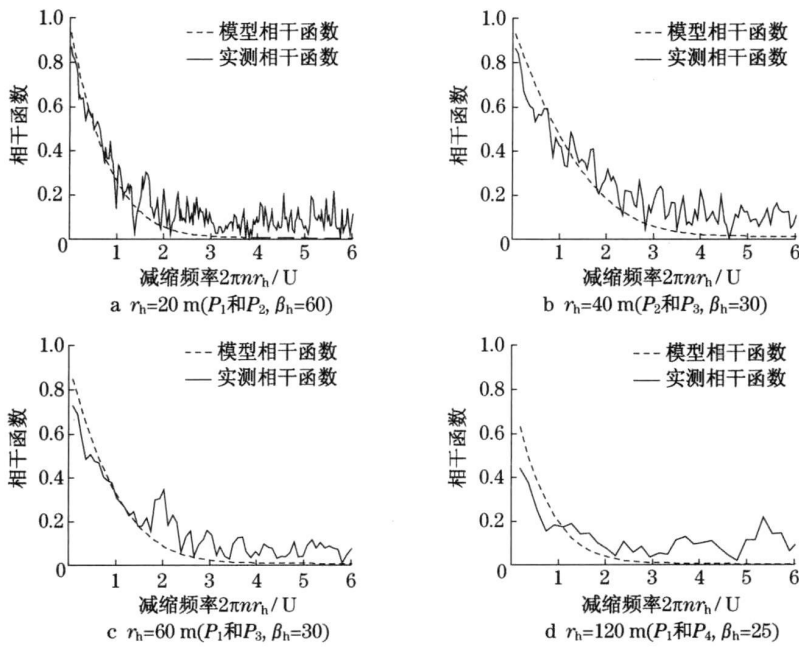 1.0
0.8
0.6
0.4
0.2
0
相干函数
--- 模型相干函数
— 实测相干函数
1 2 3 4 5 6
减缩频率2πnr_h/U
a r_h=20 m(P_1和P_2, β_h=60)
1.0
0.8
0.6
0.4
0.2
0
相干函数
--- 模型相干函数
— 实测相干函数
1 2 3 4 5 6
减缩频率2πnr_h/U
b r_h=40 m(P_2和P_3, β_h=30)
1.0
0.8
0.6
0.4
0.2
0
相干函数
--- 模型相干函数
— 实测相干函数
1 2 3 4 5 6
减缩频率2πnr_h/U
c r_h=60 m(P_1和P_3, β_h=30)
1.0
0.8
0.6
0.4
0.2
0
相干函数
--- 模型相干函数
— 实测相干函数
1 2 3 4 5 6
减缩频率2πnr_h/U
d r_h=120 m(P_1和P_4, β_h=25)